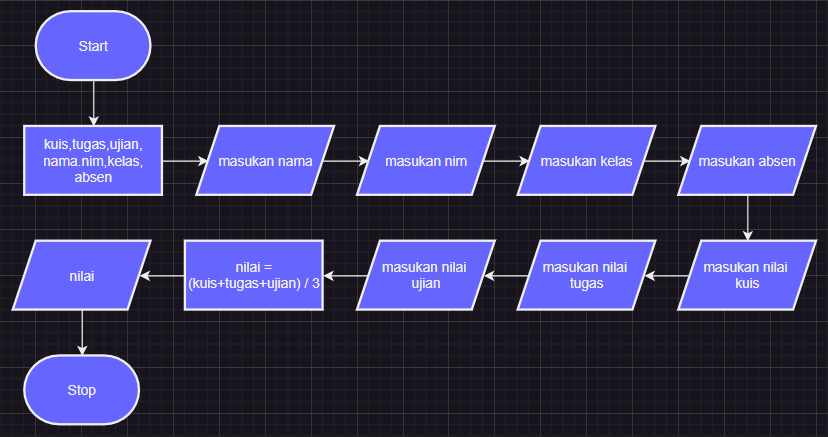 Start
kuis,tugas,ujian,
nama.nim,kelas,
absen
masukan nama
masukan nim
masukan kelas
masukan absen
masukan nilai
kuis
masukan nilai
tugas
masukan nilai
ujian
nilai =
(kuis+tugas+ujian) / 3
nilai
Stop